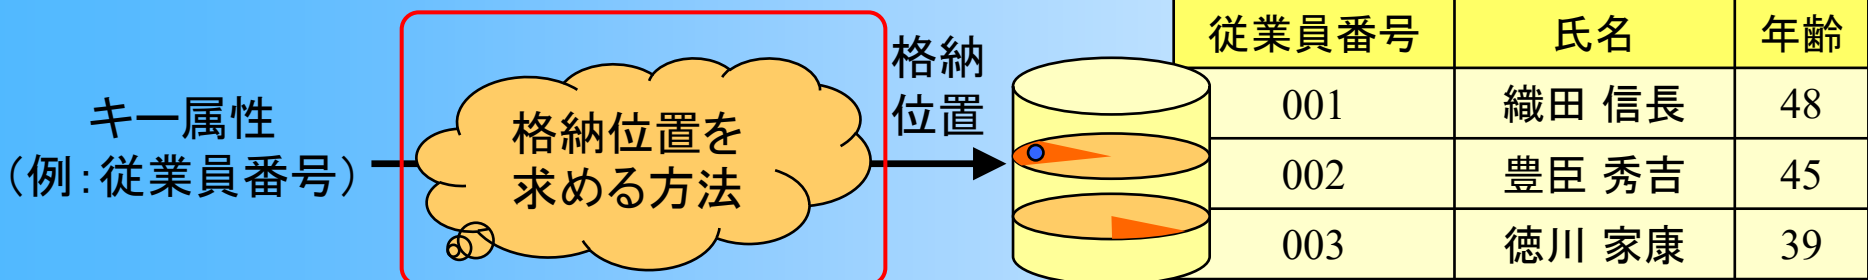 キー属性
（例：従業員番号）
格納位置を
求める方法
格納
位置
従業員番号 氏名 年齢
001 織田 信長 48
002 豊臣 秀吉 45
003 徳川 家康 39